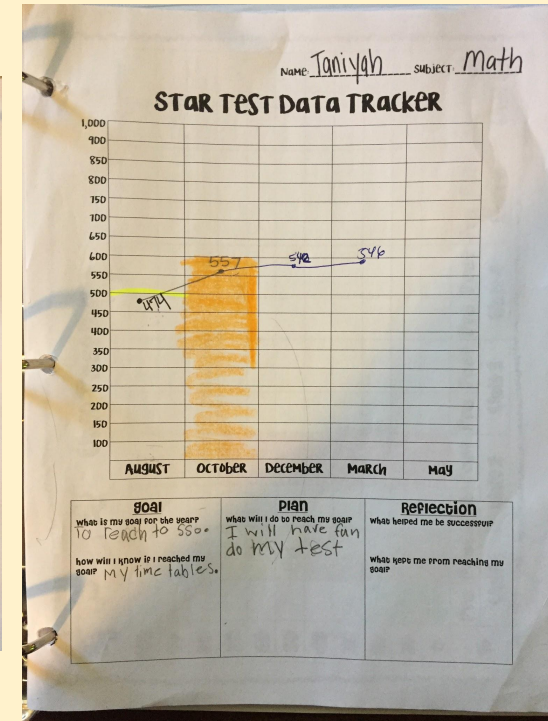 Name: Taniyah Subject: Math
STAR TEST DATA TRACKER
1,000
900
850
800
750
700
650
600
550
500
450
400
350
300
250
200
150
100
474
557
542
546
August October December March May
goal
what is my goal for the year?
To reach to 550.
how will I know if I reached my
goal? My time tables.
Plan
what will I do to reach my goal?
I will have fun
do my test
Reflection
what helped me be successful?
what kept me from reaching my
goal?